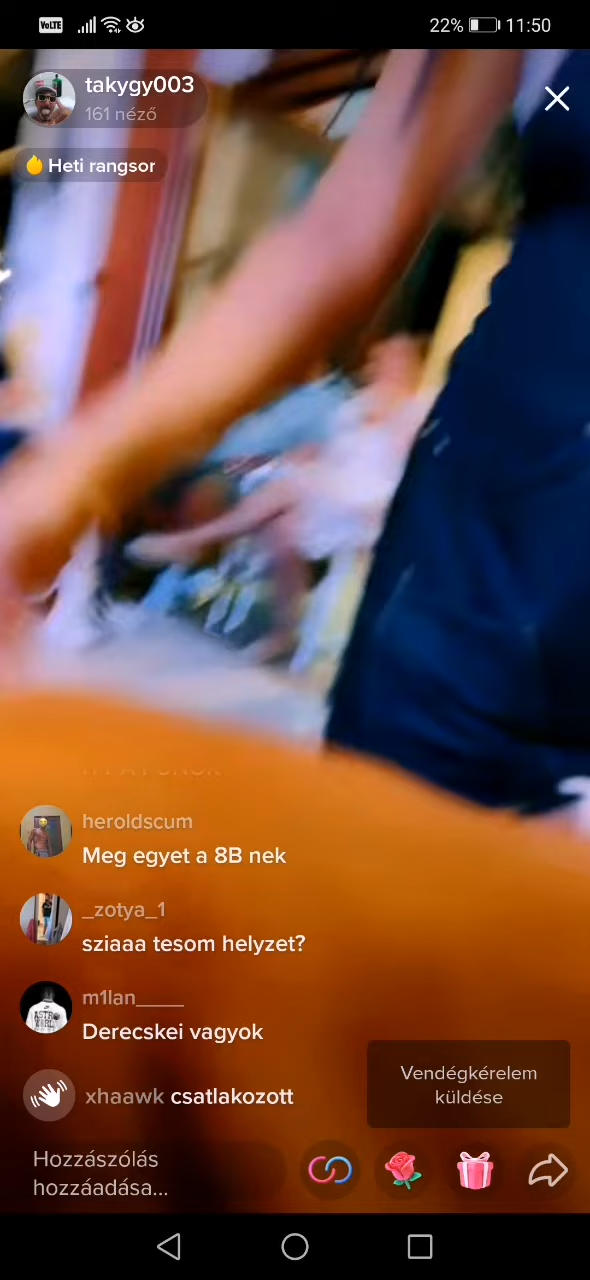 VoLTE
22% 11:50
takygy003
161 néző
Heti rangsor
heroldscum
Meg egyet a 8B nek
_zotya_1
sziaaa tesom helyzet?
m1lan____
Derecskei vagyok
xhaawk csatlakozott
Vendégkérelem
küldése
Hozzászólás
hozzáadása...